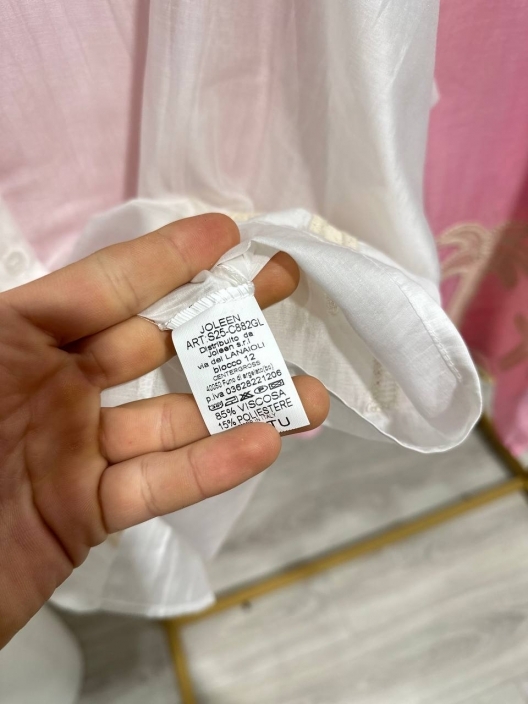 JOLEEN
ART.S25-C882GL
Distribuito da
Joleen s.r.l
via dei LANAIOLI
blocco 12
CENTERGROSS
40050 Funo di argelato(bo)
p.iva 03628221206
85% VISCOSA
15% POLIESTERE
TU